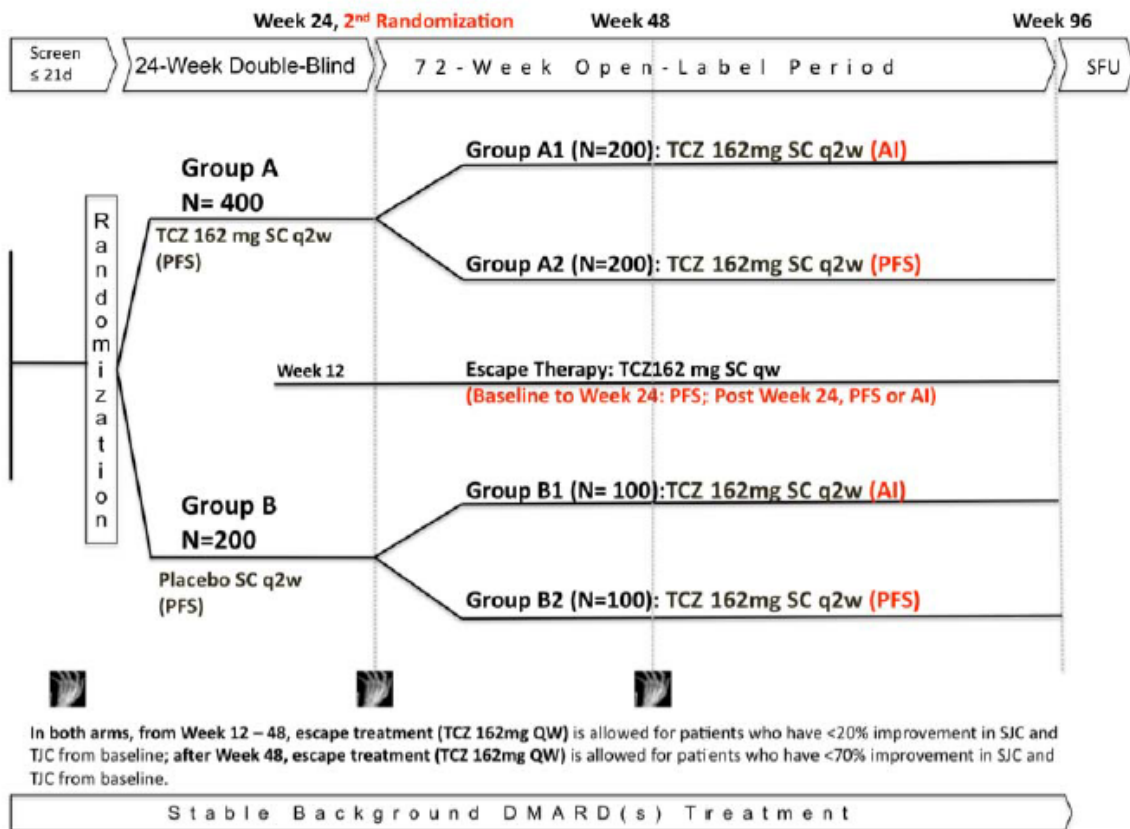 Week 24, 2nd Randomization
Week 48
Week 96
Screen
≤ 21d
24-Week Double-Blind
72-Week Open-Label Period
SFU
Randomization
Group A
N= 400
TCZ 162 mg SC q2w
(PFS)
Group A1 (N=200): TCZ 162mg SC q2w (AI)
Group A2 (N=200): TCZ 162mg SC q2w (PFS)
Week 12
Escape Therapy: TCZ162 mg SC qw
(Baseline to Week 24: PFS; Post Week 24, PFS or AI)
Group B
N=200
Placebo SC q2w
(PFS)
Group B1 (N= 100):TCZ 162mg SC q2w (AI)
Group B2 (N=100): TCZ 162mg SC q2w (PFS)
In both arms, from Week 12 – 48, escape treatment (TCZ 162mg QW) is allowed for patients who have <20% improvement in SJC and
TJC from baseline; after Week 48, escape treatment (TCZ 162mg QW) is allowed for patients who have <70% improvement in SJC and
TJC from baseline.
Stable Background DMARD(s) Treatment